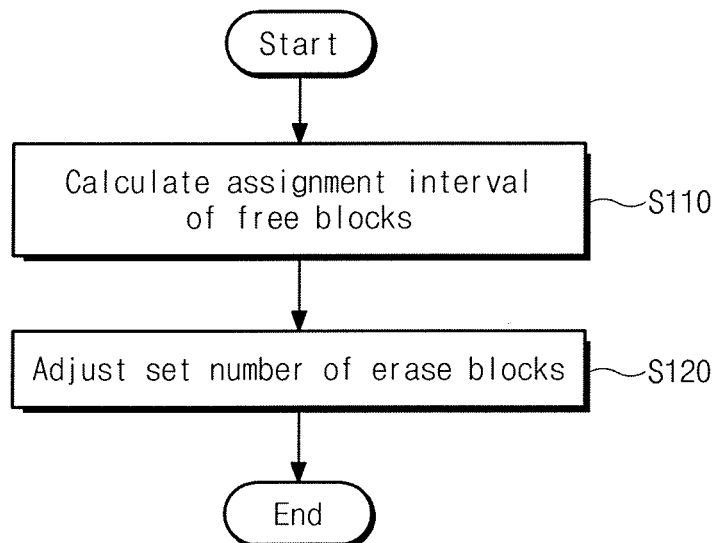 Start
Calculate assignment interval
of free blocks
S110
Adjust set number of erase blocks
S120
End